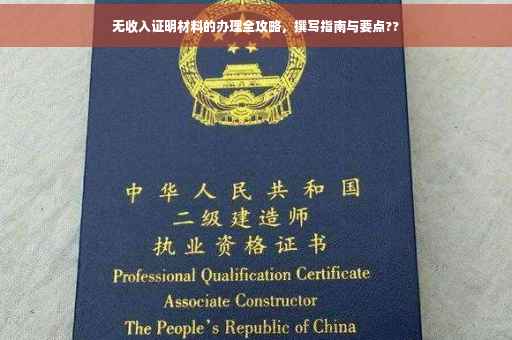 无收入证明材料的办理全攻略，撰写指南与要点??
中华人民共和国
二级建造师
执业资格证书
Professional Qualification Certificate
Associate Constructor
The People's Republic of China